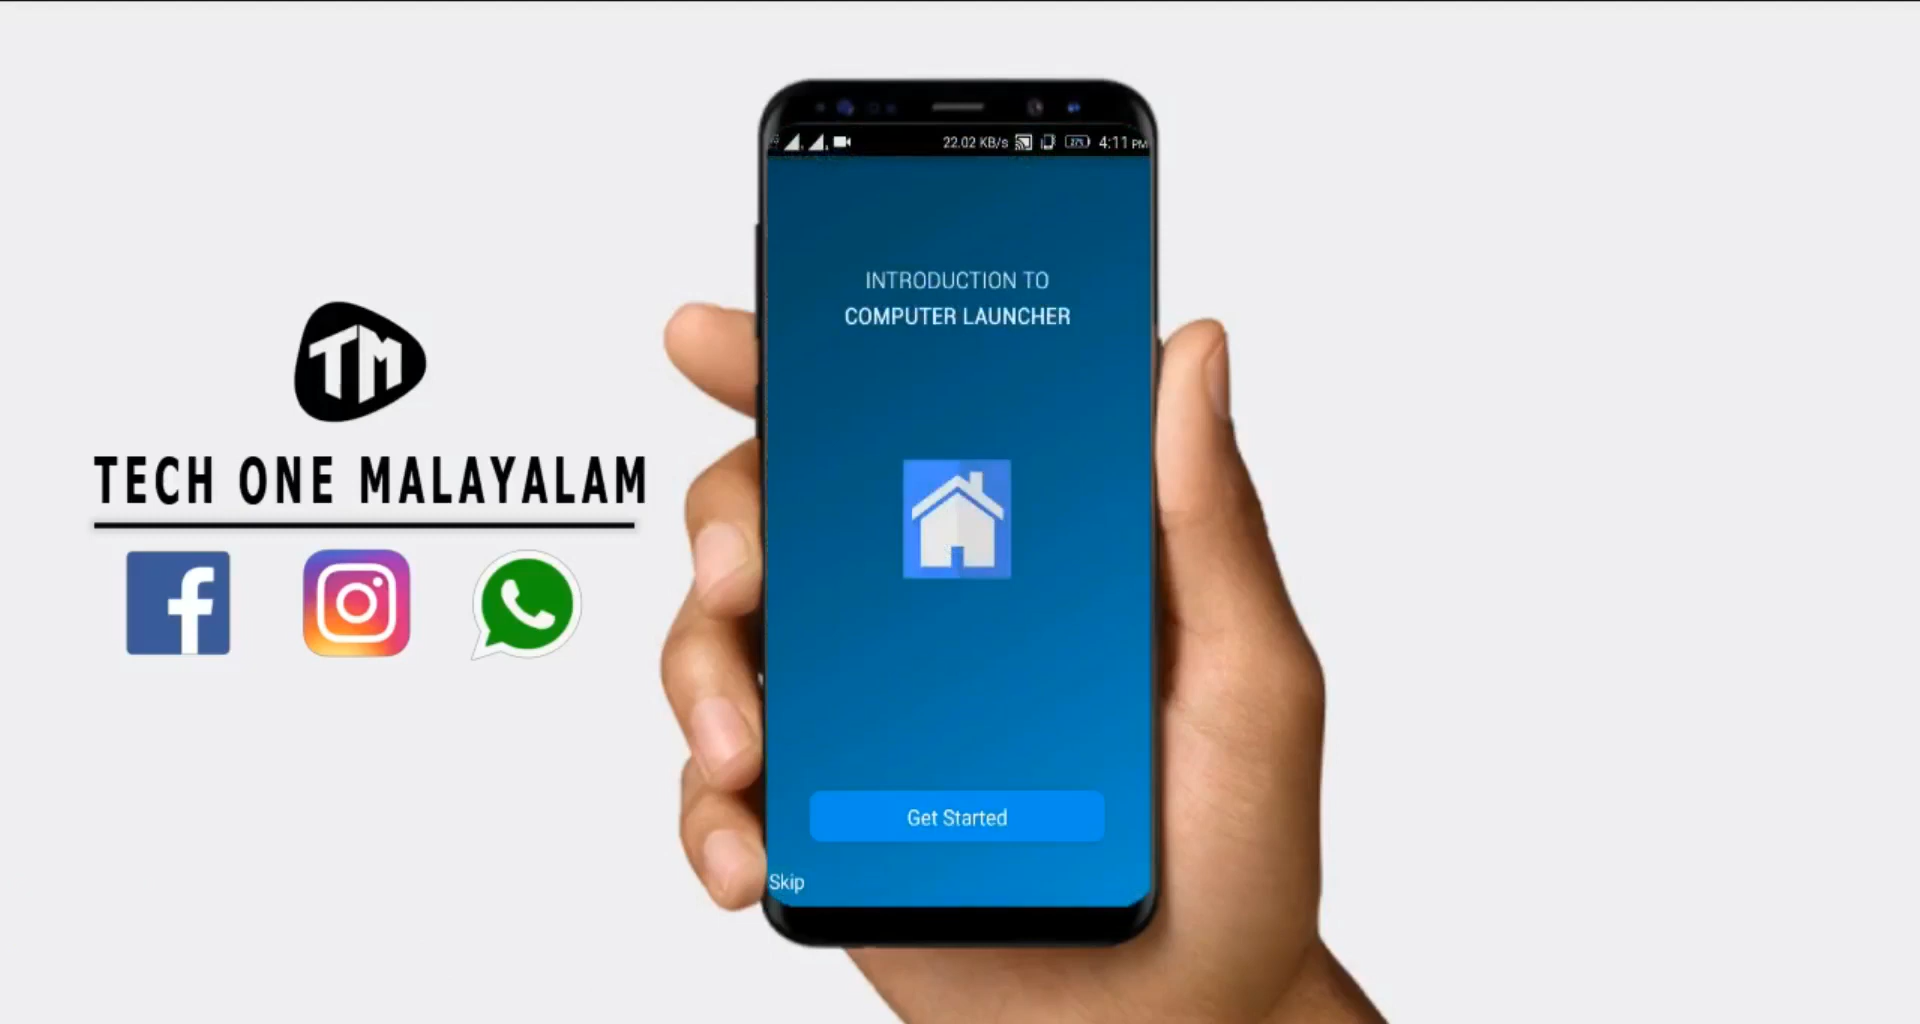 TM
TECH ONE MALAYALAM
22.02 KB/s 4:11 PM
INTRODUCTION TO
COMPUTER LAUNCHER
Get Started
Skip